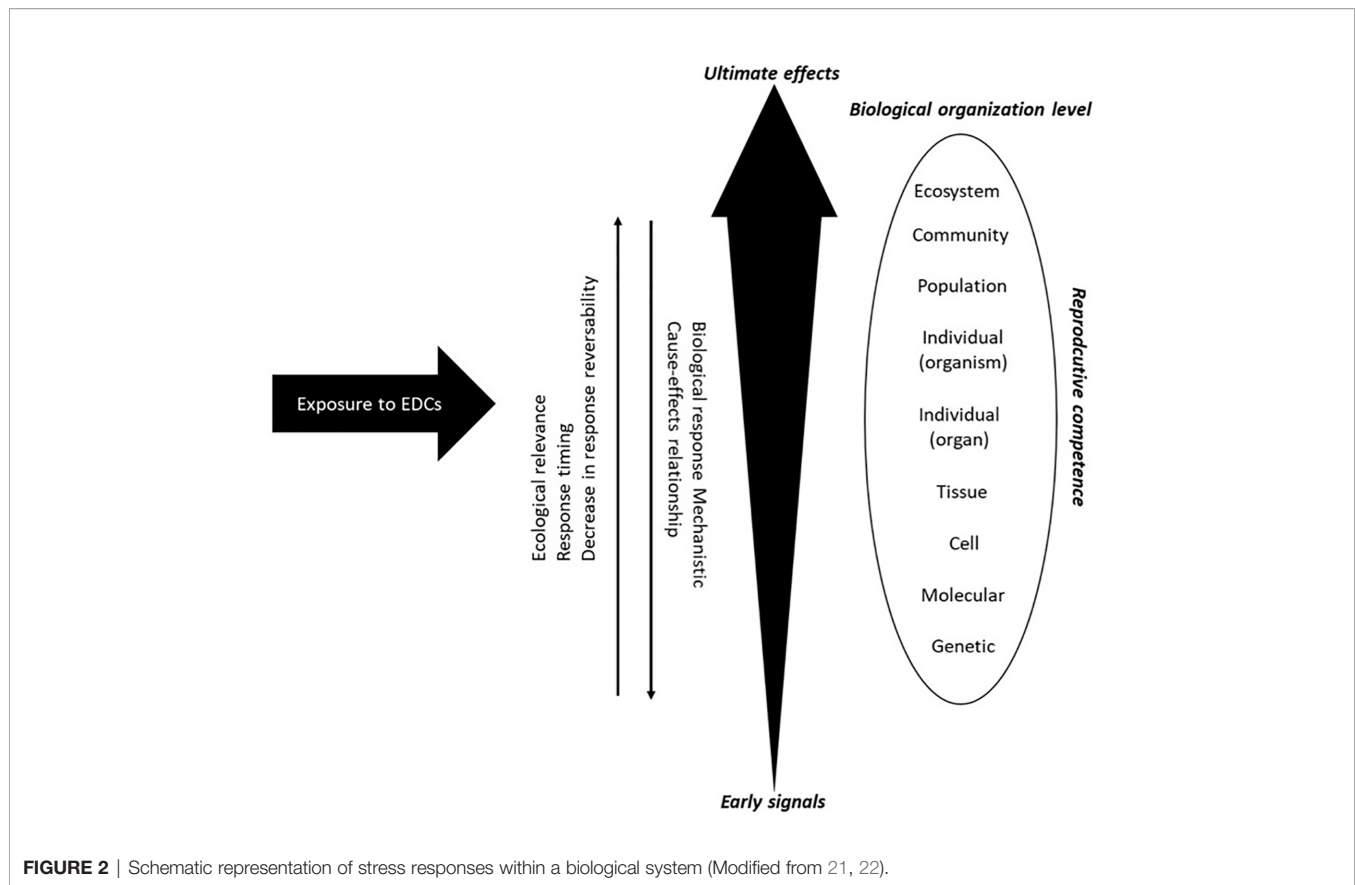 Ultimate effects
Biological organization level
Exposure to EDCs
Ecological relevance
Response timing
Decrease in response reversability
Biological response Mechanistic
Cause-effects relationship
Ecosystem
Community
Population
Individual
(organism)
Individual
(organ)
Tissue
Cell
Molecular
Genetic
Reprodcutive competence
Early signals
FIGURE 2 | Schematic representation of stress responses within a biological system (Modified from 21, 22).